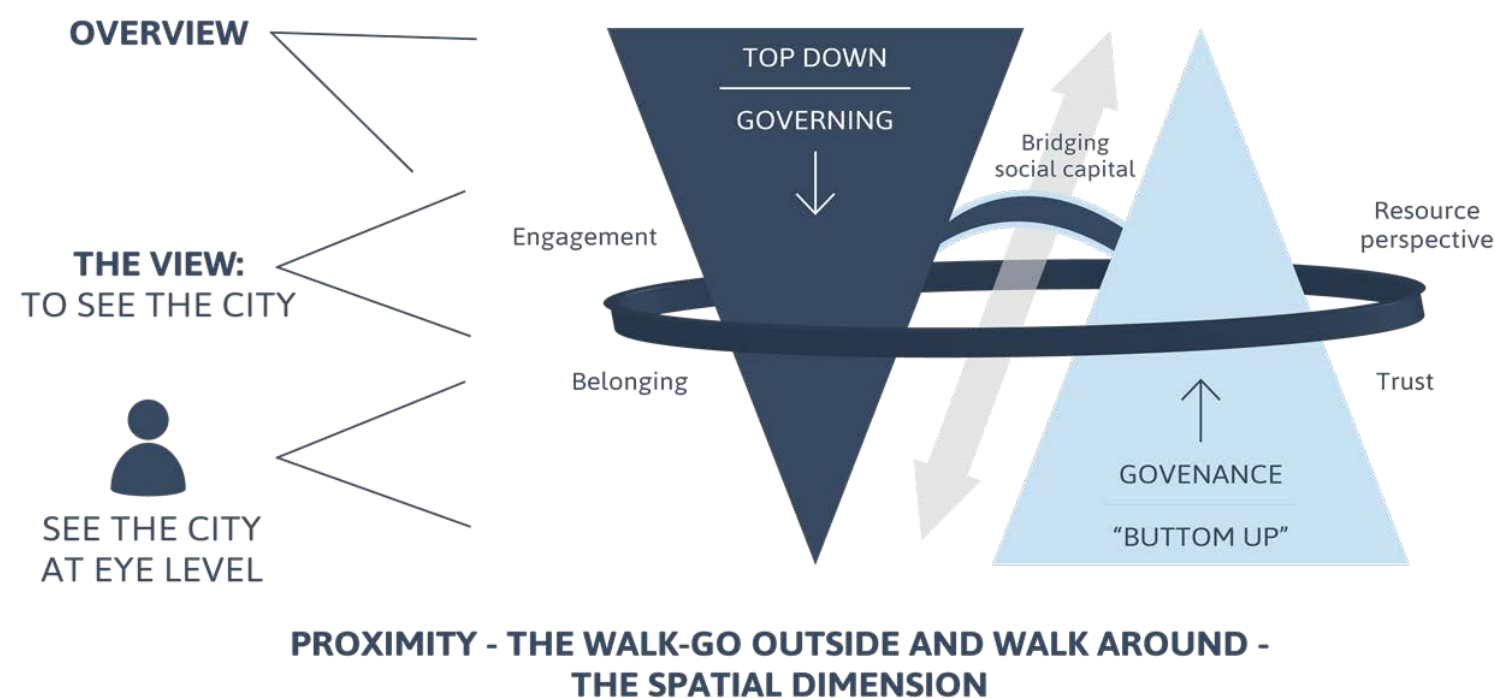 OVERVIEW
THE VIEW:
TO SEE THE CITY
SEE THE CITY
AT EYE LEVEL
TOP DOWN
GOVERNING
Engagement
Belonging
Bridging
social capital
Resource
perspective
Trust
GOVENANCE
“BUTTOM UP”
PROXIMITY - THE WALK-GO OUTSIDE AND WALK AROUND -
THE SPATIAL DIMENSION